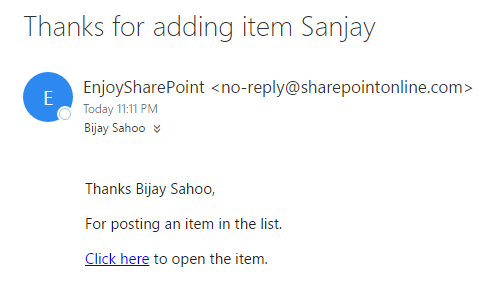 Thanks for adding item Sanjay
EnjoySharePoint <no-reply@sharepointonline.com>
E
Today 11:11 PM
Bijay Sahoo
Thanks Bijay Sahoo,
For posting an item in the list.
Click here to open the item.